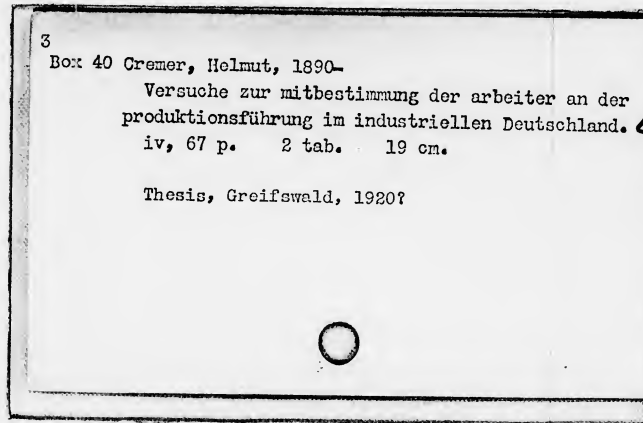 3
Box 40 Cremer, Helmut, 1890-
Versuche zur mitbestimmung der arbeiter an der
produktionsführung im industriellen Deutschland.
iv, 67 p. 2 tab. 19 cm.
Thesis, Greifswald, 1920?